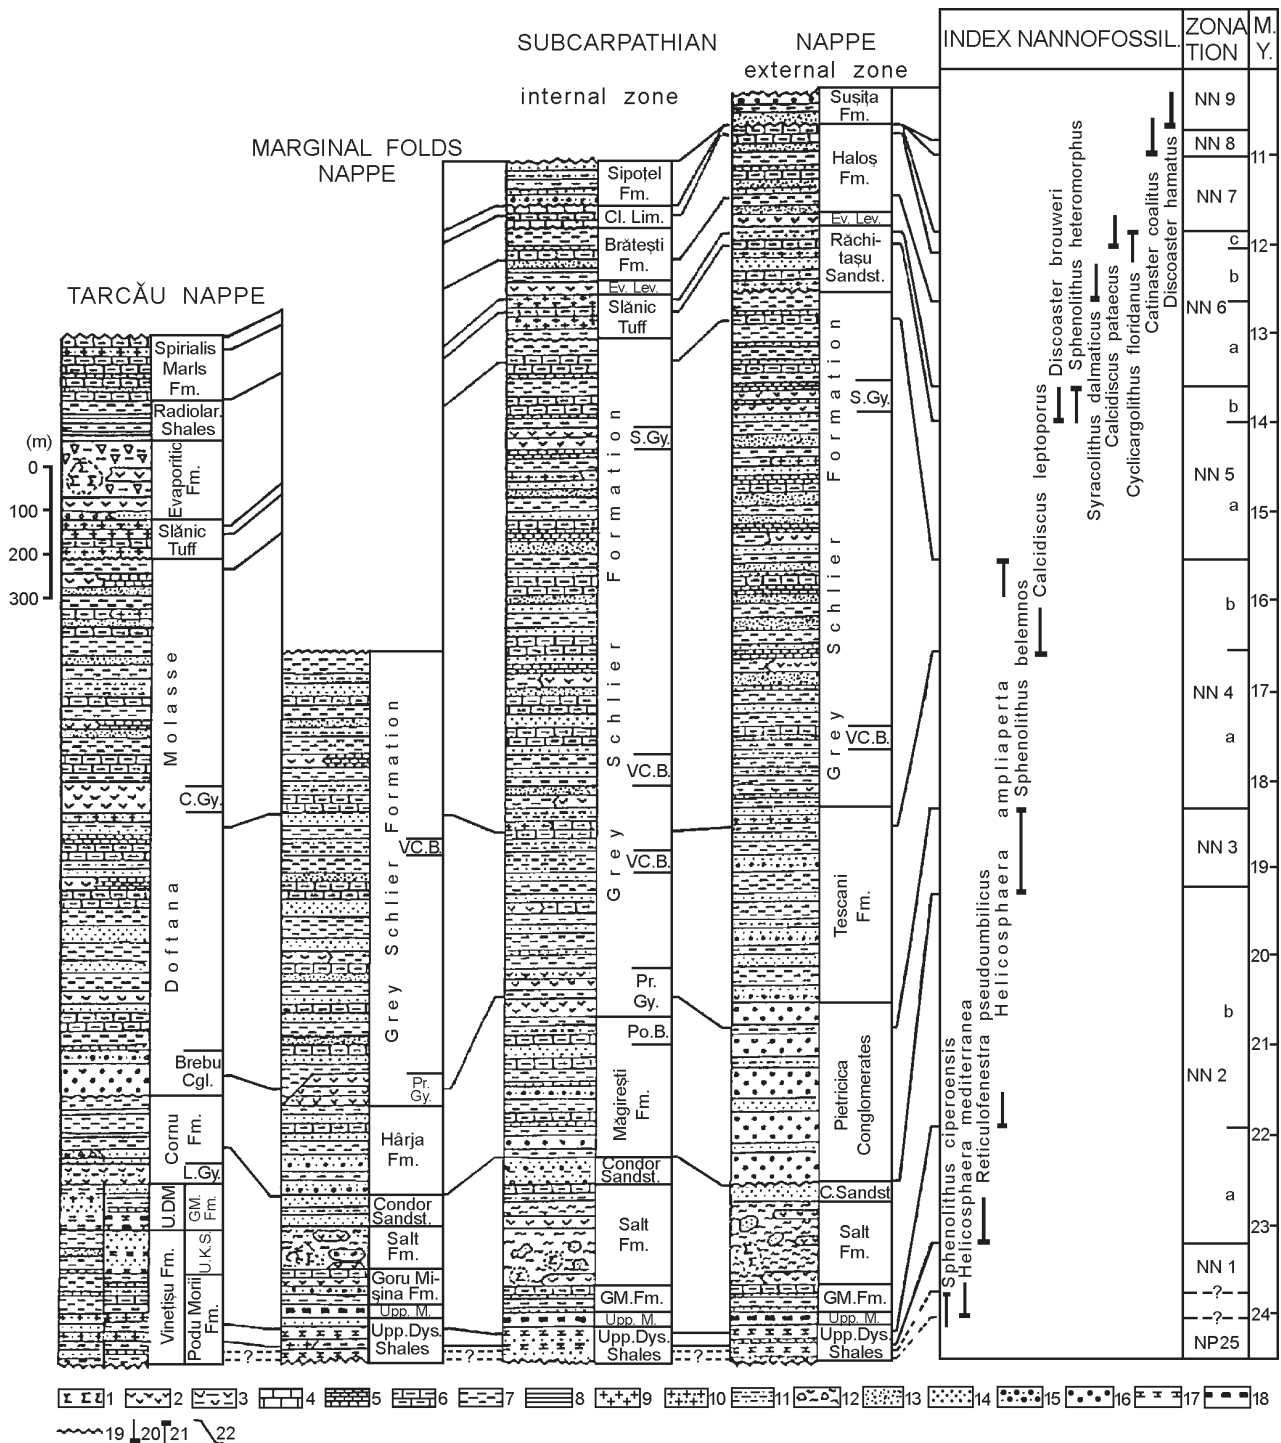 SUBCARPATHIAN NAPPE
internal zone
external zone
MARGINAL FOLDS
NAPPE
TARCĂU NAPPE
INDEX NANNOFOSSIL.
ZONA
TION
M.
Y.
(m)
0
100
200
300
Spirialis
Marls
Fm.
Radiolar.
Shales
Evaporitic
Fm.
Slănic
Tuff
Doftana Molasse
C.Gy.
Brebu
Cgl.
Cornu
Fm.
L.Gy.
U.DM
GM.
Fm.
Vinețișu Fm.
U.K.S.
Podu Morii
Fm.
Grey Schlier Formation
VC.B.
Pr.
Gy.
Hârja
Fm.
Condor
Sandst.
Salt
Fm.
Goru Mi-
șina Fm.
Upp. M.
Upp.Dys.
Shales
Sipoțel
Fm.
Cl. Lim.
Brătești
Fm.
Ev. Lev.
Slănic
Tuff
Grey Schlier Formation
S.Gy.
VC.B.
VC.B.
Pr.
Gy.
Po.B.
Măgirești
Fm.
Condor
Sandst.
Salt
Fm.
GM.Fm.
Upp. M.
Upp.Dys.
Shales
Sușița
Fm.
Haloș
Fm.
Ev. Lev.
Răchi-
tașu
Sandst.
Grey Schlier Formation
S.Gy.
VC.B.
Tescani
Fm.
Pietricica
Conglomerates
C.Sandst
Salt
Fm.
GM.Fm.
Upp. M.
Upp.Dys.
Shales
?
?
?
Sphenolithus ciperoensis
Helicosphaera mediterranea
Reticulofenestra pseudoumbilicus
Helicosphaera ampliaperta
Sphenolithus belemnos
Calcidiscus leptoporus
Discoaster brouweri
Sphenolithus heteromorphus
Syracolithus dalmaticus
Calcidiscus pataecus
Cyclicargolithus floridanus
Catinaster coalitus
Discoaster hamatus
NN 9
NN 8
NN 7
c
b
NN 6
a
b
NN 5
a
b
NN 4
a
NN 3
b
NN 2
a
NN 1
?
?
NP25
11
12
13
14
15
16
17
18
19
20
21
22
23
24
1 2 3 4 5 6 7 8 9 10 11 12 13 14 15 16 17 18
19 20 21 22